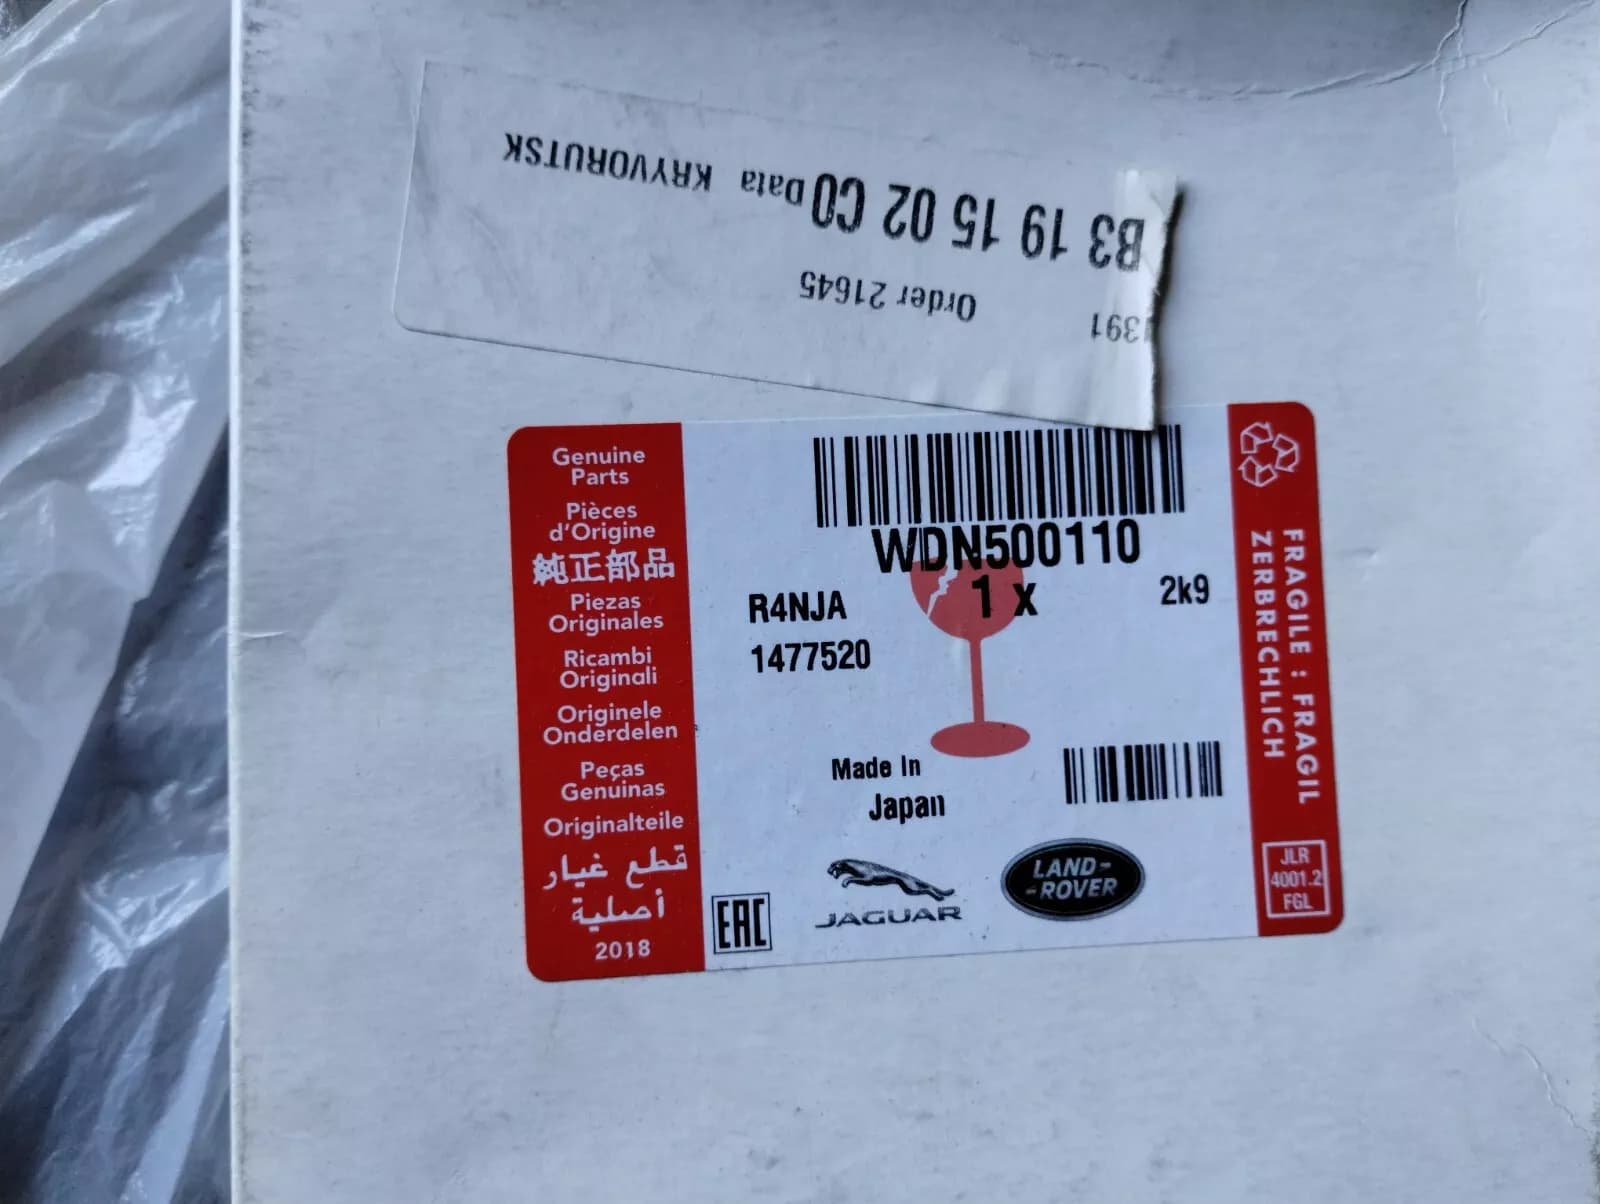 391
Order 21645
B3 19 15 02 C0 Data KRYVORUTSK
Genuine
Parts
Pièces
d'Origine
純正部品
Piezas
Originales
Ricambi
Originali
Originele
Onderdelen
Peças
Genuinas
Originalteile
قطع غيار
أصلية
2018
WDN500110
1 x
R4NJA
2k9
1477520
Made In
Japan
EAC
JAGUAR
LAND-
-ROVER
FRAGILE : FRAGIL
ZERBRECHLICH
JLR
4001.2
FGL